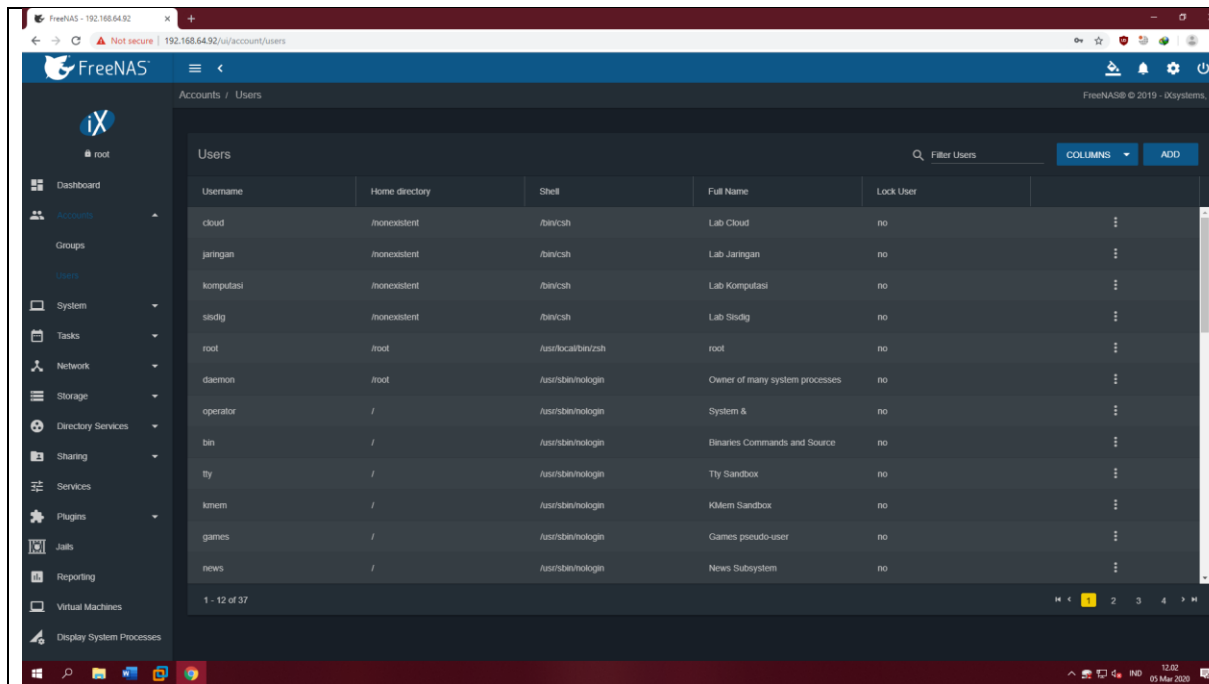 FreeNAS - 192.168.64.92
Not secure | 192.168.64.92/ui/account/users
FreeNAS®
Accounts / Users
FreeNAS® © 2019 - iXsystems,
iX
root
Users
Filter Users
COLUMNS
ADD
Dashboard
Accounts
Groups
Users
System
Tasks
Network
Storage
Directory Services
Sharing
Services
Plugins
Jails
Reporting
Virtual Machines
Display System Processes
Username Home directory Shell Full Name Lock User
cloud /nonexistent /bin/csh Lab Cloud no
jaringan /nonexistent /bin/csh Lab Jaringan no
komputasi /nonexistent /bin/csh Lab Komputasi no
sisdig /nonexistent /bin/csh Lab Sisdig no
root /root /usr/local/bin/zsh root no
daemon /root /usr/sbin/nologin Owner of many system processes no
operator / /usr/sbin/nologin System & no
bin / /usr/sbin/nologin Binaries Commands and Source no
tty / /usr/sbin/nologin Tty Sandbox no
kmem / /usr/sbin/nologin KMem Sandbox no
games / /usr/sbin/nologin Games pseudo-user no
news / /usr/sbin/nologin News Subsystem no
1 - 12 of 37
1 2 3 4
IND
12.02
05 Mar 2020